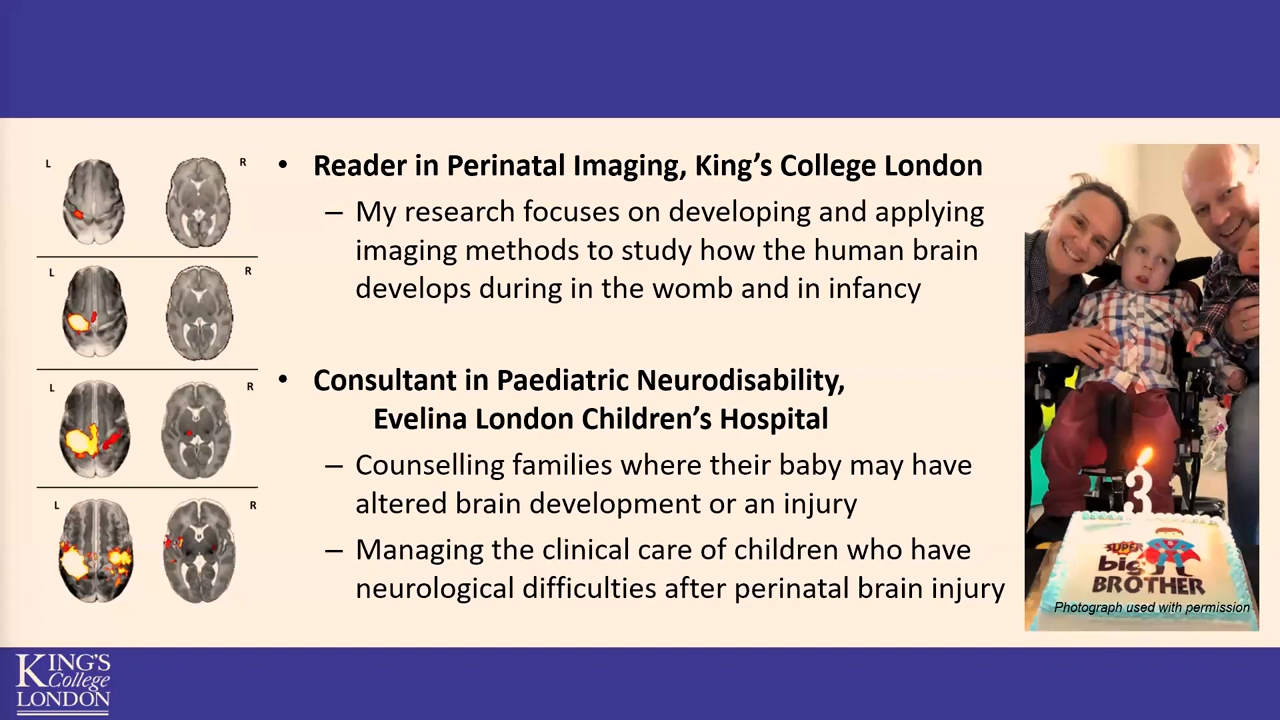 L R
• Reader in Perinatal Imaging, King's College London
– My research focuses on developing and applying
imaging methods to study how the human brain
develops during in the womb and in infancy
L R
L R
• Consultant in Paediatric Neurodisability,
Evelina London Children's Hospital
– Counselling families where their baby may have
altered brain development or an injury
L R
– Managing the clinical care of children who have
neurological difficulties after perinatal brain injury
3
SUPER
big
BROTHER
Photograph used with permission
KING'S
College
LONDON